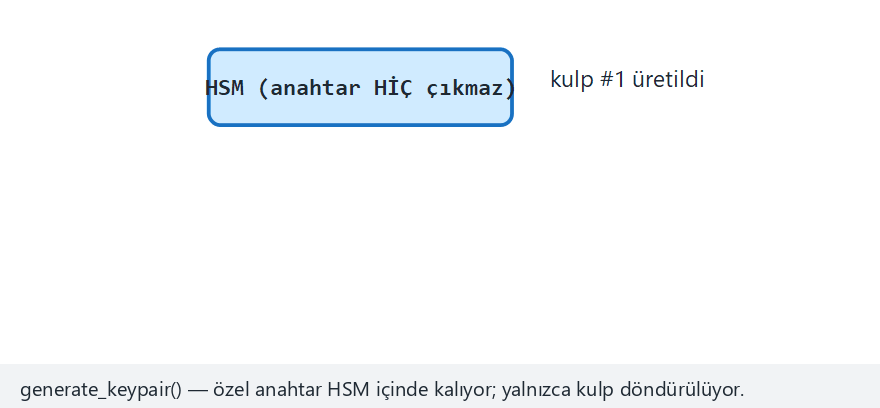 HSM (anahtar HİÇ çıkmaz)
kulp #1 üretildi
generate_keypair() — özel anahtar HSM içinde kalıyor; yalnızca kulp döndürülüyor.